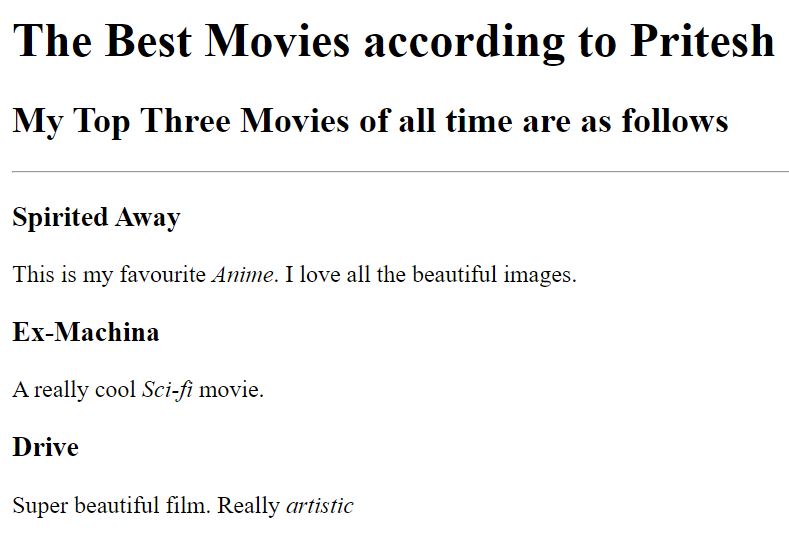 The Best Movies according to Pritesh
My Top Three Movies of all time are as follows
Spirited Away
This is my favourite Anime. I love all the beautiful images.
Ex-Machina
A really cool Sci-fi movie.
Drive
Super beautiful film. Really artistic